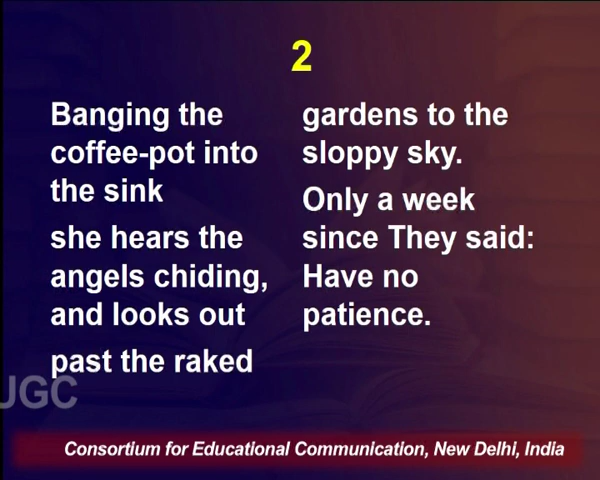 2
Banging the
coffee-pot into
the sink
she hears the
angels chiding,
and looks out
past the raked
gardens to the
sloppy sky.
Only a week
since They said:
Have no
patience.
UGC
Consortium for Educational Communication, New Delhi, India